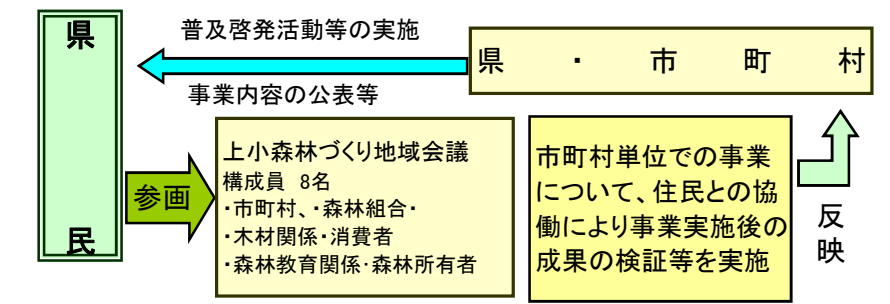 県民
普及啓発活動等の実施
事業内容の公表等
県・市町村
参画
上小森林づくり地域会議
構成員 8名
・市町村、・森林組合・
・木材関係・消費者
・森林教育関係・森林所有者
市町村単位での事業
について、住民との協
働により事業実施後の
成果の検証等を実施
反映